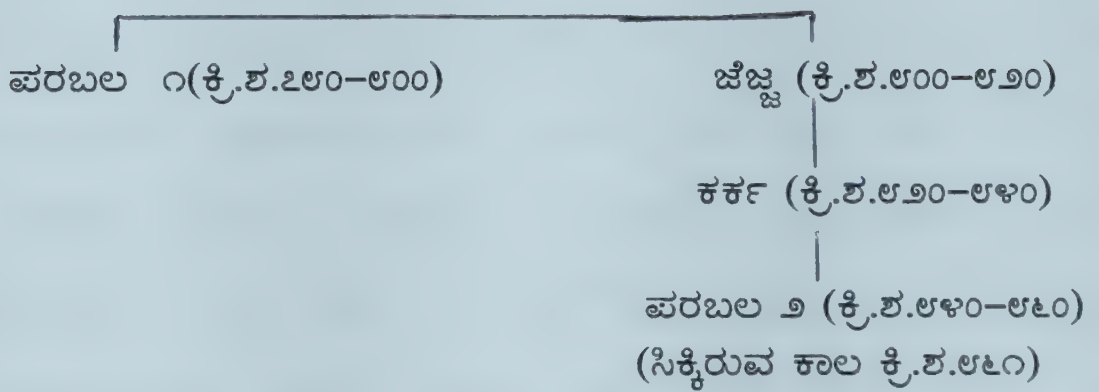 ಪರಬಲ ೧(ಕ್ರಿ.ಶ.೭೮೦–೮೦೦) ಜೆಜ್ಜ (ಕ್ರಿ.ಶ.೮೦೦–೮೨೦)
ಕರ್ಕ (ಕ್ರಿ.ಶ.೮೨೦–೮೪೦)
ಪರಬಲ ೨ (ಕ್ರಿ.ಶ.೮೪೦–೮೬೦)
(ಸಿಕ್ಕಿರುವ ಕಾಲ ಕ್ರಿ.ಶ.೮೬೧)